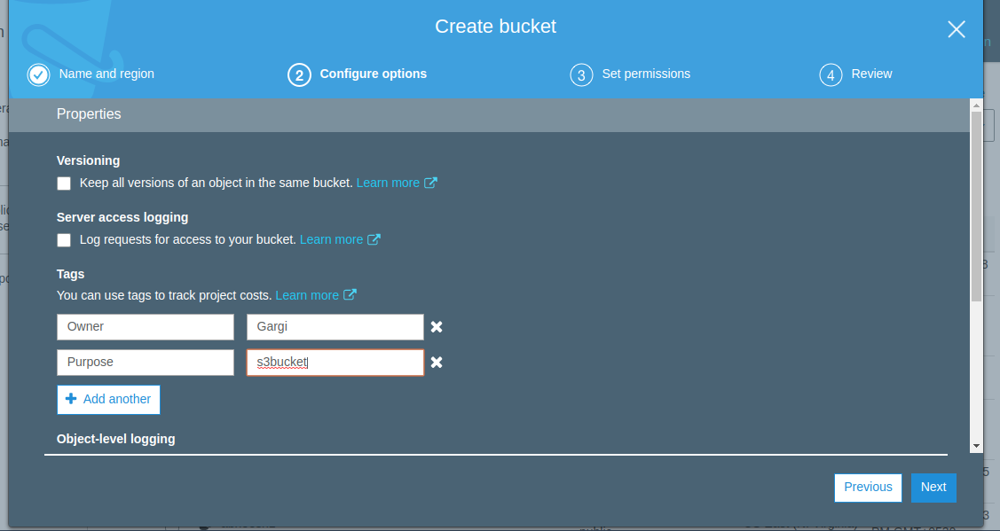 Create bucket
Name and region
2 Configure options
3 Set permissions
4 Review
Properties
Versioning
Keep all versions of an object in the same bucket. Learn more
Server access logging
Log requests for access to your bucket. Learn more
Tags
You can use tags to track project costs. Learn more
Owner Gargi
Purpose s3bucket
Add another
Object-level logging
Previous Next